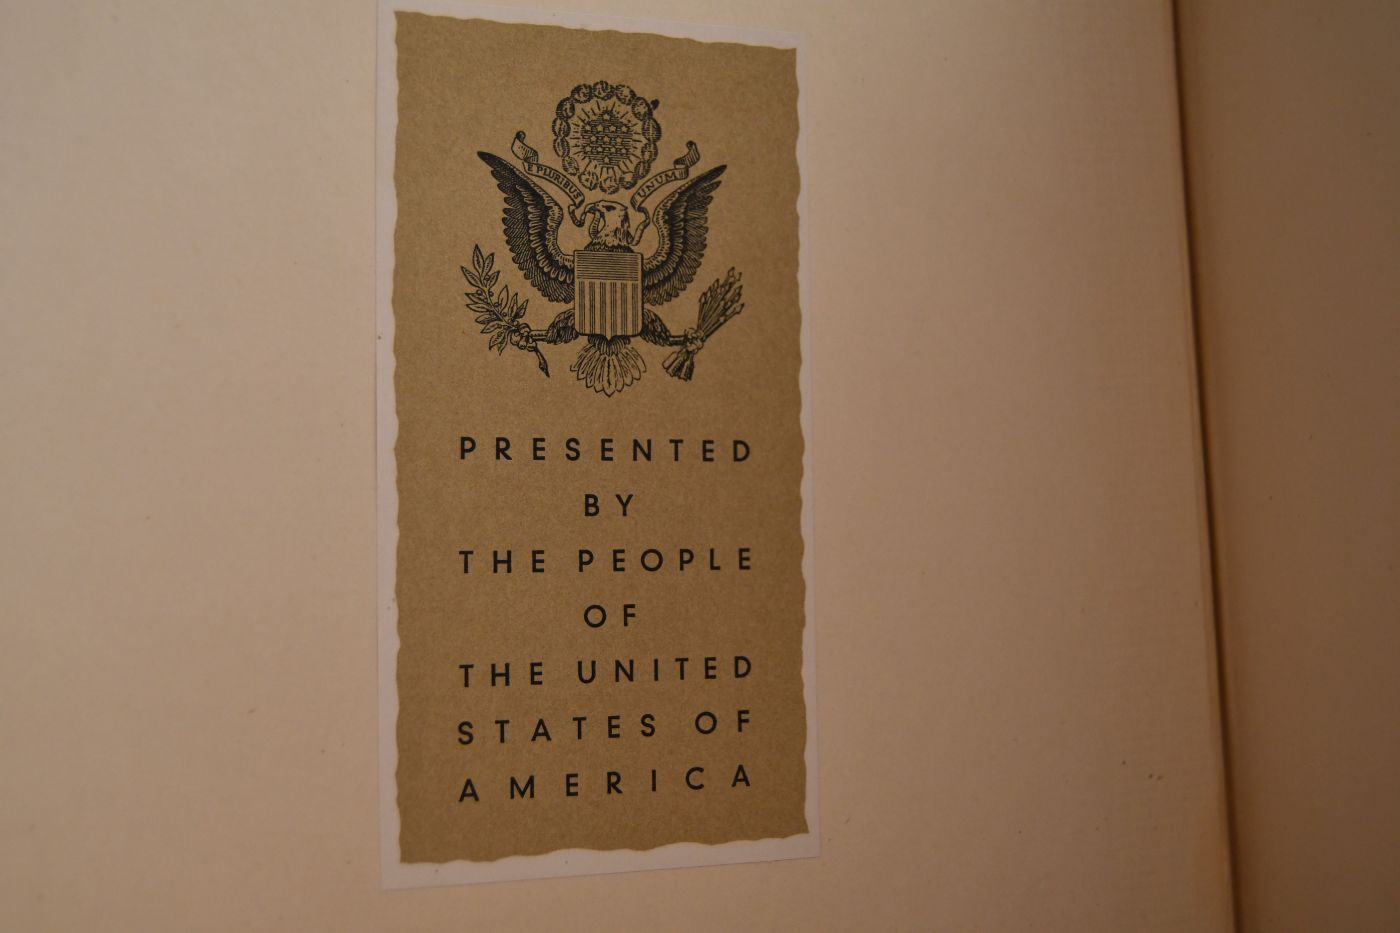 E PLURIBUS UNUM
PRESENTED
BY
THE PEOPLE
OF
THE UNITED
STATES OF
AMERICA